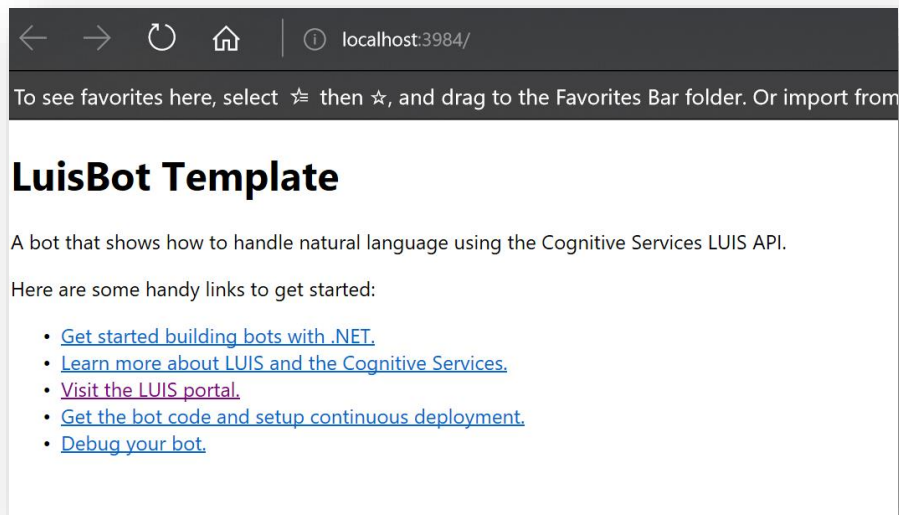 localhost:3984/
To see favorites here, select then , and drag to the Favorites Bar folder. Or import from
LuisBot Template
A bot that shows how to handle natural language using the Cognitive Services LUIS API.
Here are some handy links to get started:
• Get started building bots with .NET.
• Learn more about LUIS and the Cognitive Services.
• Visit the LUIS portal.
• Get the bot code and setup continuous deployment.
• Debug your bot.